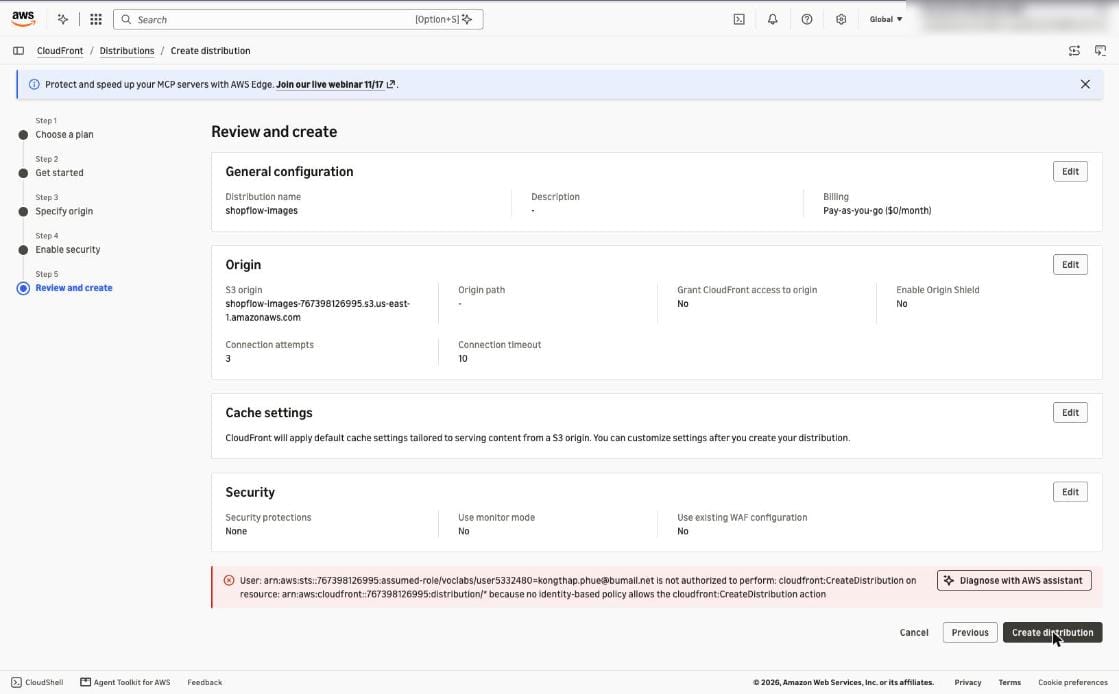 aws
Search [Option+S]
Global
CloudFront / Distributions / Create distribution
Protect and speed up your MCP servers with AWS Edge. Join our live webinar 11/17.
Step 1
Choose a plan
Step 2
Get started
Step 3
Specify origin
Step 4
Enable security
Step 5
Review and create
Review and create
General configuration Edit
Distribution name Description Billing
shopflow-images - Pay-as-you-go ($0/month)
Origin Edit
S3 origin Origin path Grant CloudFront access to origin Enable Origin Shield
shopflow-images-767398126995.s3.us-east- - No No
1.amazonaws.com
Connection attempts Connection timeout
3 10
Cache settings Edit
CloudFront will apply default cache settings tailored to serving content from a S3 origin. You can customize settings after you create your distribution.
Security Edit
Security protections Use monitor mode Use existing WAF configuration
None No No
User: arn:aws:sts::767398126995:assumed-role/voclabs/user5332480=kongthap.phue@bumail.net is not authorized to perform: cloudfront:CreateDistribution on
resource: arn:aws:cloudfront::767398126995:distribution/* because no identity-based policy allows the cloudfront:CreateDistribution action
Diagnose with AWS assistant
Cancel Previous Create distribution
CloudShell Agent Toolkit for AWS Feedback © 2026, Amazon Web Services, Inc. or its affiliates. Privacy Terms Cookie preferences